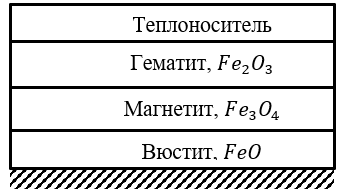 Теплоноситель
Гематит, Fe₂O₃
Магнетит, Fe₃O₄
Вюстит, FeO